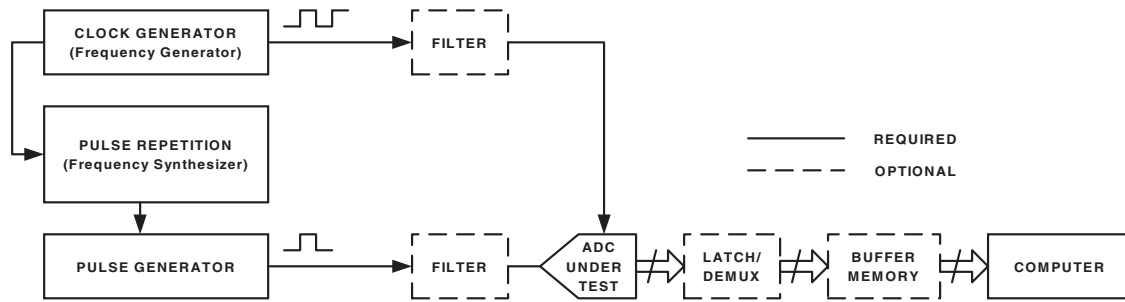 CLOCK GENERATOR
(Frequency Generator)
FILTER
PULSE REPETITION
(Frequency Synthesizer)
REQUIRED
OPTIONAL
PULSE GENERATOR
FILTER
ADC
UNDER
TEST
LATCH/
DEMUX
BUFFER
MEMORY
COMPUTER